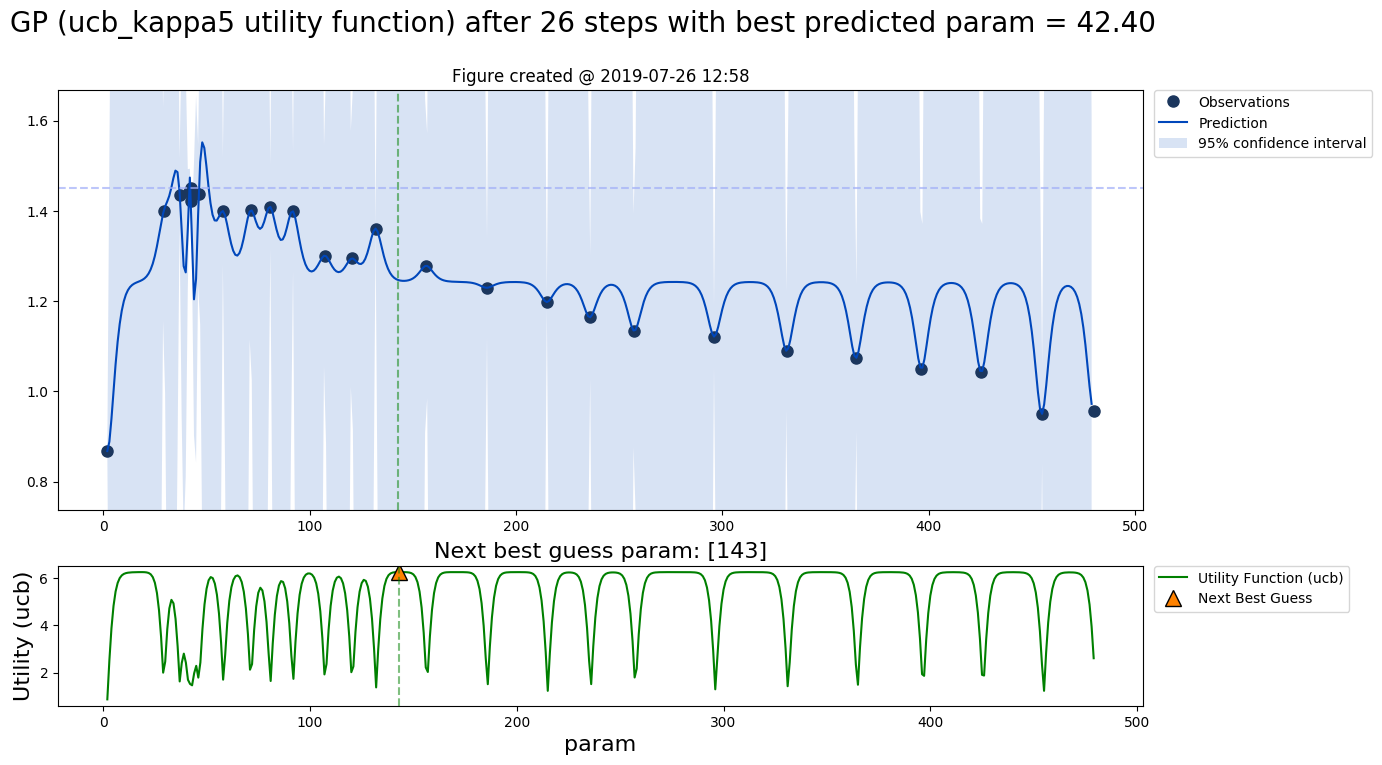 GP (ucb_kappa5 utility function) after 26 steps with best predicted param = 42.40
Figure created @ 2019-07-26 12:58
1.6
1.4
1.2
1.0
0.8
0 100 200 300 400 500
Observations
Prediction
95% confidence interval
Next best guess param: [143]
Utility (ucb)
6
4
2
0 100 200 300 400 500
param
Utility Function (ucb)
Next Best Guess